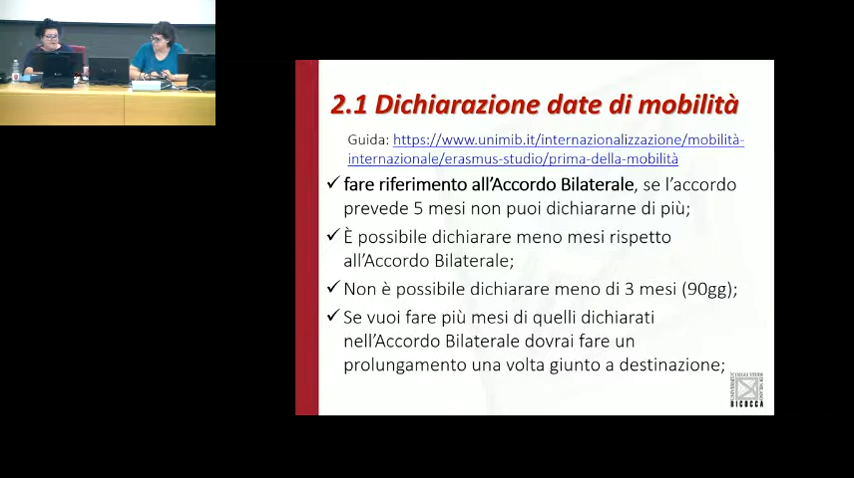 2.1 Dichiarazione date di mobilità
Guida: https://www.unimib.it/internazionalizzazione/mobilità-
internazionale/erasmus-studio/prima-della-mobilità
✓ fare riferimento all'Accordo Bilaterale, se l'accordo
prevede 5 mesi non puoi dichiararne di più;
✓ È possibile dichiarare meno mesi rispetto
all'Accordo Bilaterale;
✓ Non è possibile dichiarare meno di 3 mesi (90gg);
✓ Se vuoi fare più mesi di quelli dichiarati
nell'Accordo Bilaterale dovrai fare un
prolungamento una volta giunto a destinazione;
BICOCCA